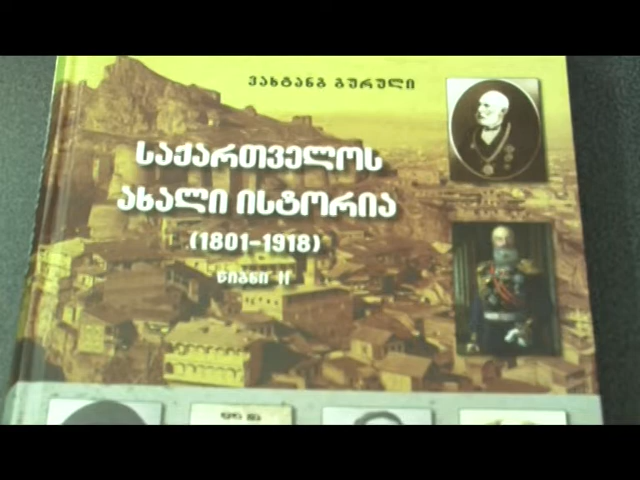 ვახტანგ გურული
საქართველოს
ახალი ისტორია
(1801-1918)
წიგნი II